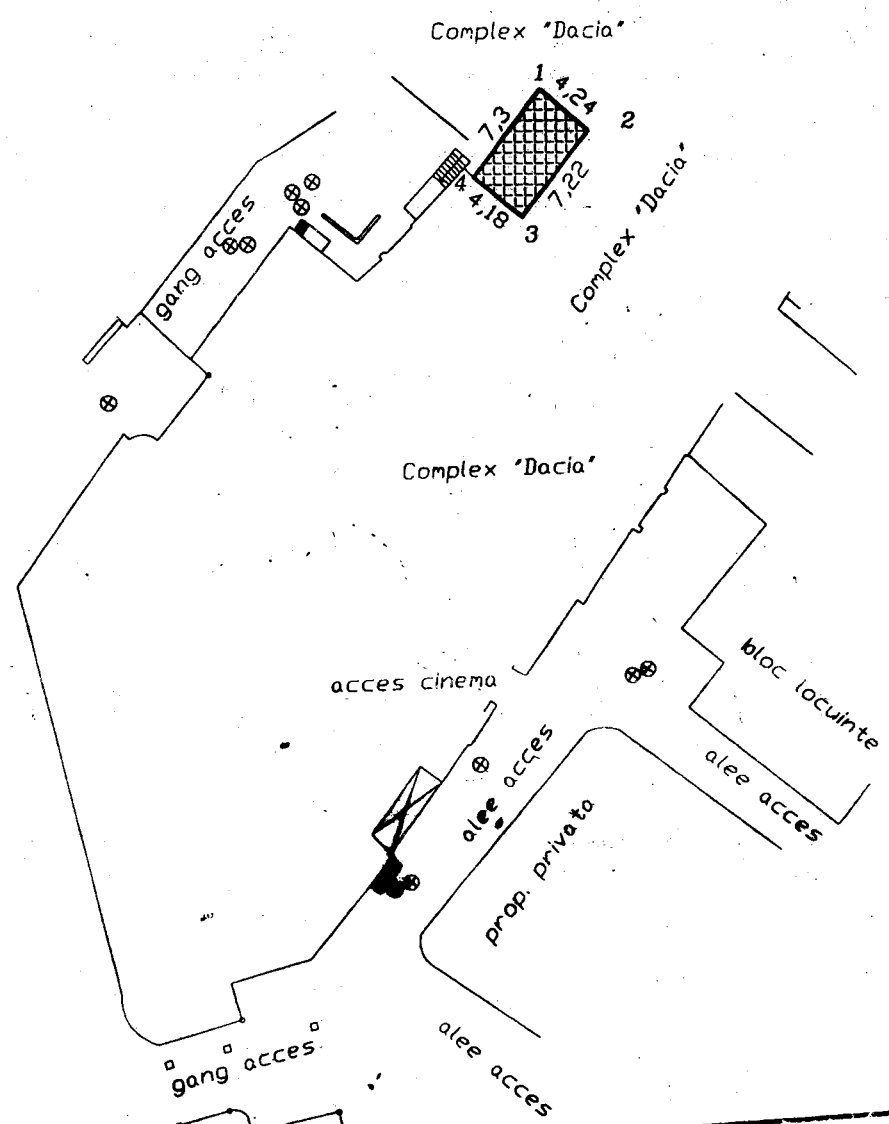 Complex "Dacia"
1
4,24
2
7,3
7,22
4
4,18
3
Complex "Dacia"
gang acces
Complex "Dacia"
acces cinema
bloc locuinte
alee acces
alee acces
prop. privata
alee acces
gang acces